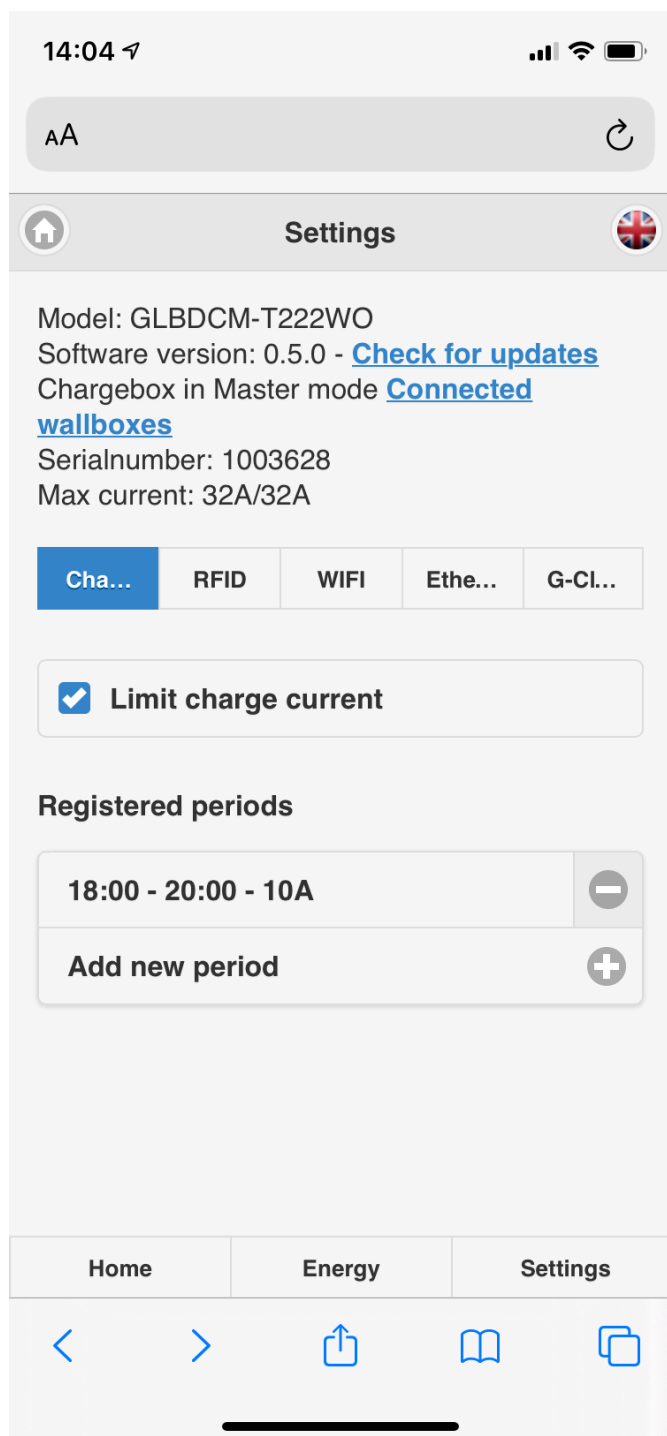 14:04
AA
Settings
Model: GLBDCM-T222WO
Software version: 0.5.0 - Check for updates
Chargebox in Master mode Connected
wallboxes
Serialnumber: 1003628
Max current: 32A/32A
Cha... RFID WIFI Ethe... G-Cl...
Limit charge current
Registered periods
18:00 - 20:00 - 10A
Add new period
Home Energy Settings